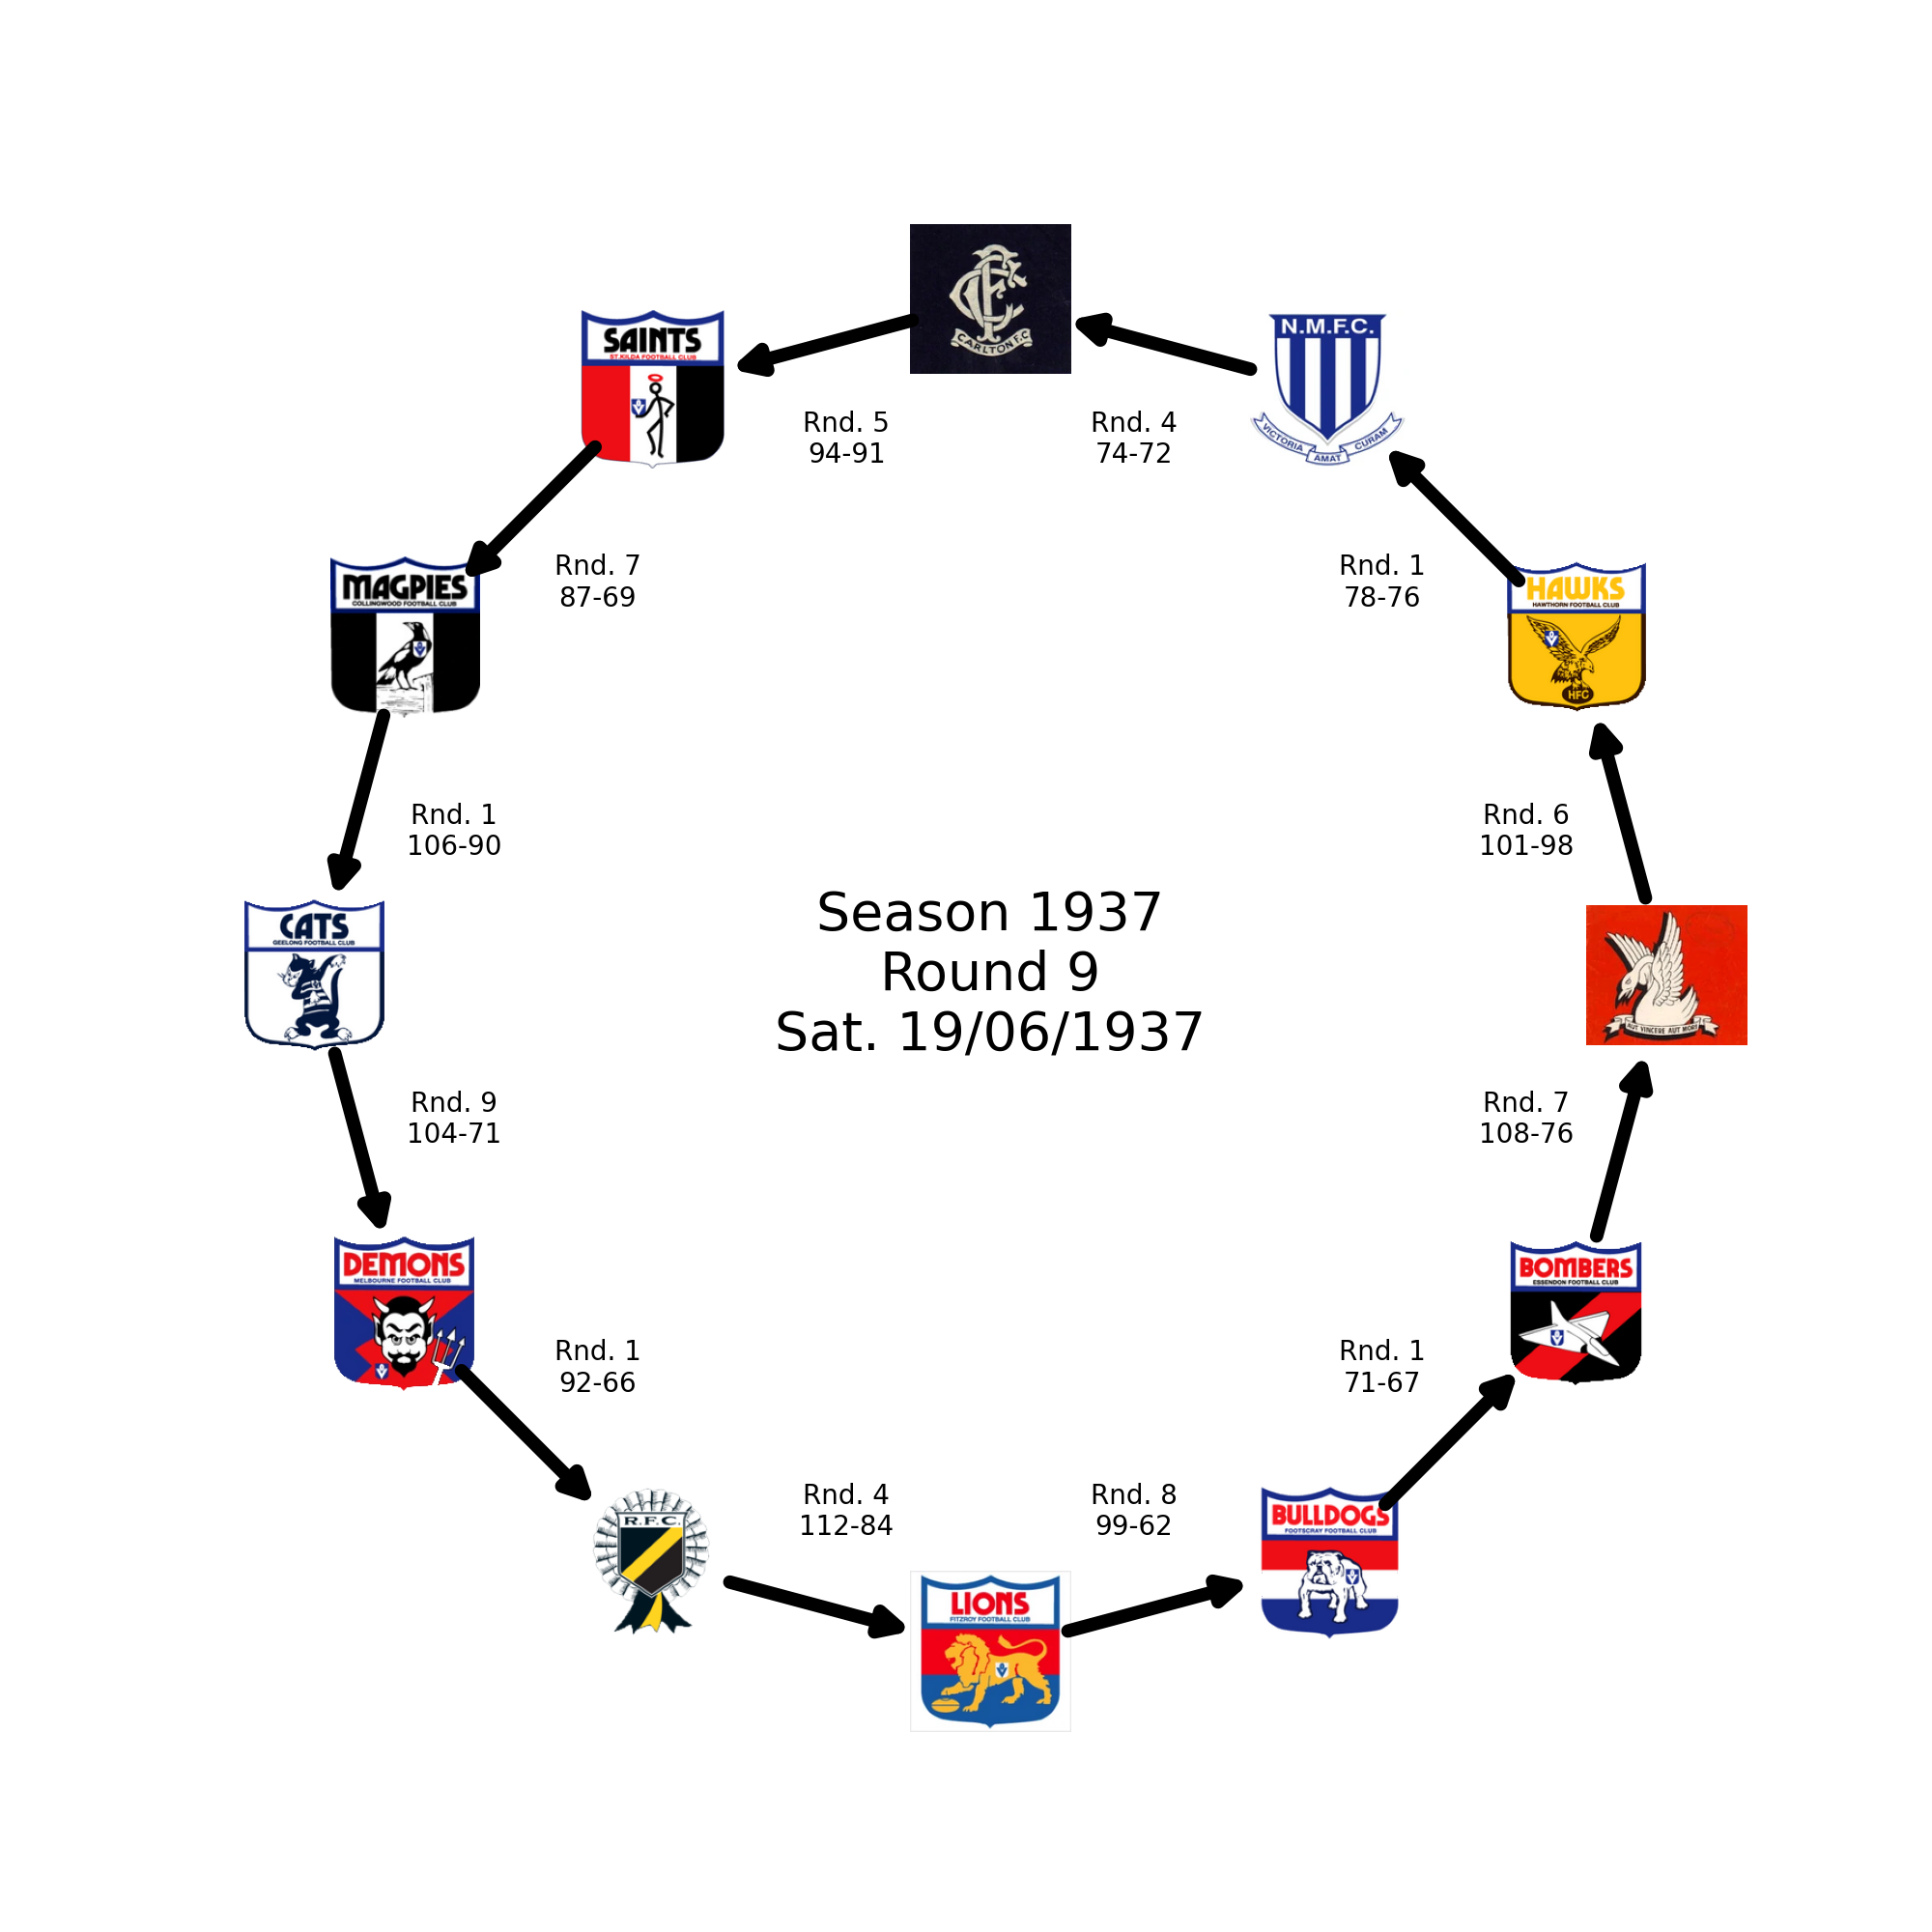 CARLTON F.C
SAINTS
ST.KILDA FOOTBALL CLUB
N.M.F.C.
VICTORIA
AMAT
CURAM
Rnd. 5
94-91
Rnd. 4
74-72
MAGPIES
COLLINGWOOD FOOTBALL CLUB
Rnd. 7
87-69
Rnd. 1
78-76
HAWKS
HAWTHORN FOOTBALL CLUB
HFC
Rnd. 1
106-90
Rnd. 6
101-98
CATS
GEELONG FOOTBALL CLUB
Season 1937
Round 9
Sat. 19/06/1937
AUT VINCERE AUT MORI
Rnd. 9
104-71
Rnd. 7
108-76
DEMONS
MELBOURNE FOOTBALL CLUB
BOMBERS
ESSENDON FOOTBALL CLUB
Rnd. 1
92-66
Rnd. 1
71-67
R.F.C.
Rnd. 4
112-84
Rnd. 8
99-62
BULLDOGS
FOOTSCRAY FOOTBALL CLUB
LIONS
FITZROY FOOTBALL CLUB